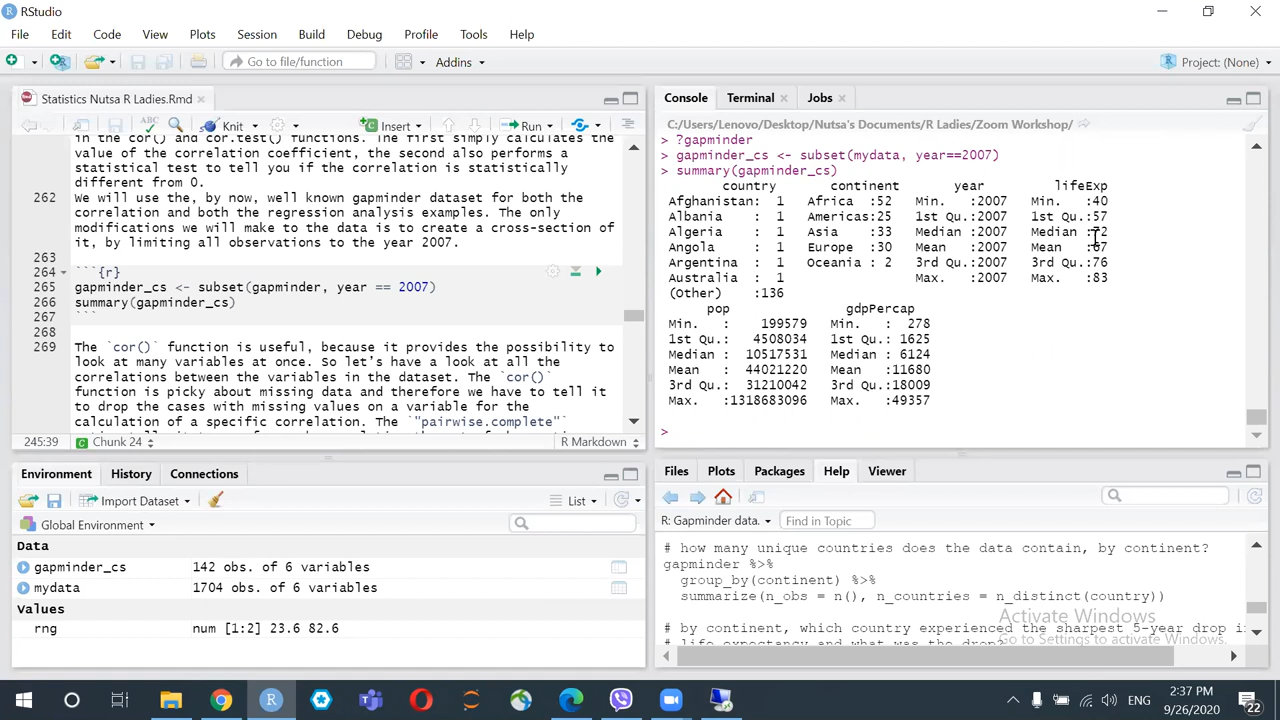 RStudio
File Edit Code View Plots Session Build Debug Profile Tools Help
Go to file/function Addins Project: (None)
Statistics Nutsa R Ladies.Rmd
ABC Knit Insert Run
in the cor() and cor.test() functions. The first simply calculates the
value of the correlation coefficient, the second also performs a
statistical test to tell you if the correlation is statistically
different from 0.
262 We will use the, by now, well known gapminder dataset for both the
correlation and both the regression analysis examples. The only
modifications we will make to the data is to create a cross-section of
it, by limiting all observations to the year 2007.
263
264 ```{r}
265 gapminder_cs <- subset(gapminder, year == 2007)
266 summary(gapminder_cs)
267 ```
268
269 The `cor()` function is useful, because it provides the possibility to
look at many variables at once. So let's have a look at all the
correlations between the variables in the dataset. The `cor()`
function is picky about missing data and therefore we have to tell it
to drop the cases with missing values on a variable for the
calculation of a specific correlation. The `"pairwise.complete"`
245:39 Chunk 24 R Markdown
Console Terminal Jobs
C:/Users/Lenovo/Desktop/Nutsa's Documents/R Ladies/Zoom Workshop/
> ?gapminder
> gapminder_cs <- subset(mydata, year==2007)
> summary(gapminder_cs)
country continent year lifeExp
Afghanistan: 1 Africa :52 Min. :2007 Min. :40
Albania : 1 Americas:25 1st Qu.:2007 1st Qu.:57
Algeria : 1 Asia :33 Median :2007 Median :72
Angola : 1 Europe :30 Mean :2007 Mean :67
Argentina : 1 Oceania : 2 3rd Qu.:2007 3rd Qu.:76
Australia : 1 Max. :2007 Max. :83
(Other) :136
pop gdpPercap
Min. : 199579 Min. : 278
1st Qu.: 4508034 1st Qu.: 1625
Median : 10517531 Median : 6124
Mean : 44021220 Mean :11680
3rd Qu.: 31210042 3rd Qu.:18009
Max. :1318683096 Max. :49357
>
Environment History Connections
Import Dataset List
Global Environment
Data
gapminder_cs 142 obs. of 6 variables
mydata 1704 obs. of 6 variables
Values
rng num [1:2] 23.6 82.6
Files Plots Packages Help Viewer
R: Gapminder data. Find in Topic
# how many unique countries does the data contain, by continent?
gapminder %>%
group_by(continent) %>%
summarize(n_obs = n(), n_countries = n_distinct(country))
# by continent, which country experienced the sharpest 5-year drop i
# life expectancy and what was the drop?
Activate Windows
Go to Settings to activate Windows.
ENG 2:37 PM
9/26/2020
22